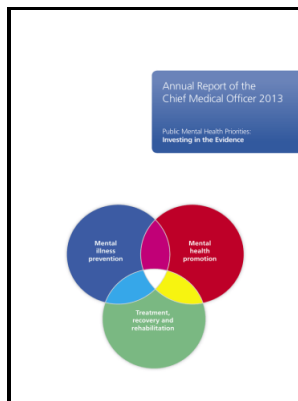 Annual Report of the
Chief Medical Officer 2013
Public Mental Health Priorities:
Investing in the Evidence
Mental
illness
prevention
Mental
health
promotion
Treatment,
recovery and
rehabilitation